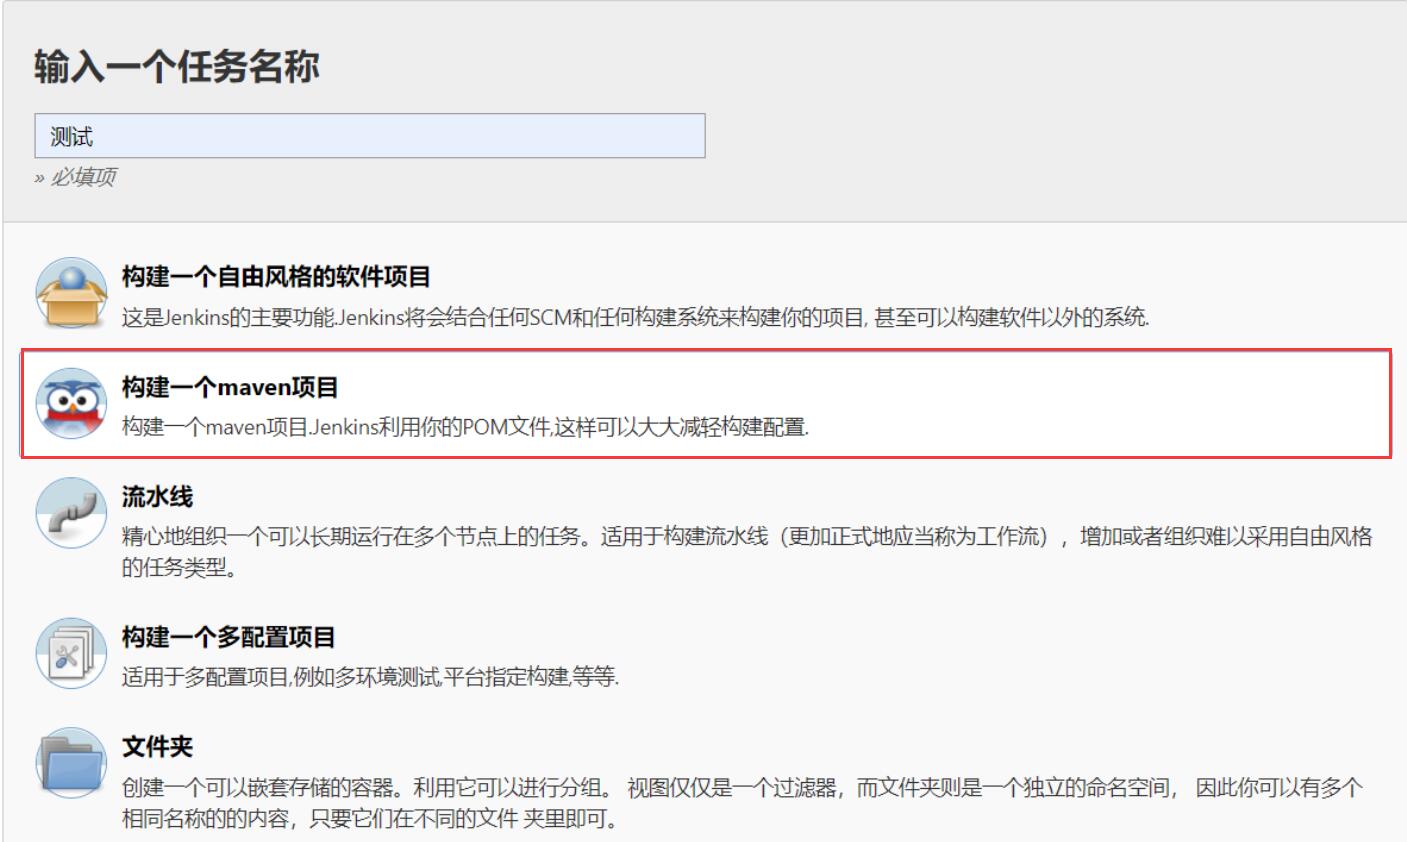 输入一个任务名称
测试
» 必填项
构建一个自由风格的软件项目
这是Jenkins的主要功能.Jenkins将会结合任何SCM和任何构建系统来构建你的项目, 甚至可以构建软件以外的系统.
构建一个maven项目
构建一个maven项目.Jenkins利用你的POM文件,这样可以大大减轻构建配置.
流水线
精心地组织一个可以长期运行在多个节点上的任务。适用于构建流水线（更加正式地应当称为工作流），增加或者组织难以采用自由风格
的任务类型。
构建一个多配置项目
适用于多配置项目,例如多环境测试,平台指定构建,等等.
文件夹
创建一个可以嵌套存储的容器。利用它可以进行分组。 视图仅仅是一个过滤器，而文件夹则是一个独立的命名空间， 因此你可以有多个
相同名称的的内容，只要它们在不同的文件 夹里即可。